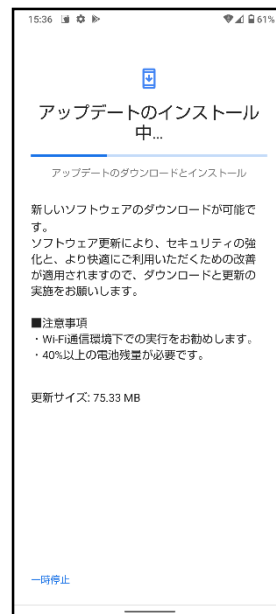 15:36 61%
アップデートのインストール
中...
アップデートのダウンロードとインストール
新しいソフトウェアのダウンロードが可能で
す。
ソフトウェア更新により、セキュリティの強
化と、より快適にご利用いただくための改善
が適用されますので、ダウンロードと更新の
実施をお願いします。
■注意事項
・Wi-Fi通信環境下での実行をお勧めします。
・40%以上の電池残量が必要です。
更新サイズ: 75.33 MB
一時停止